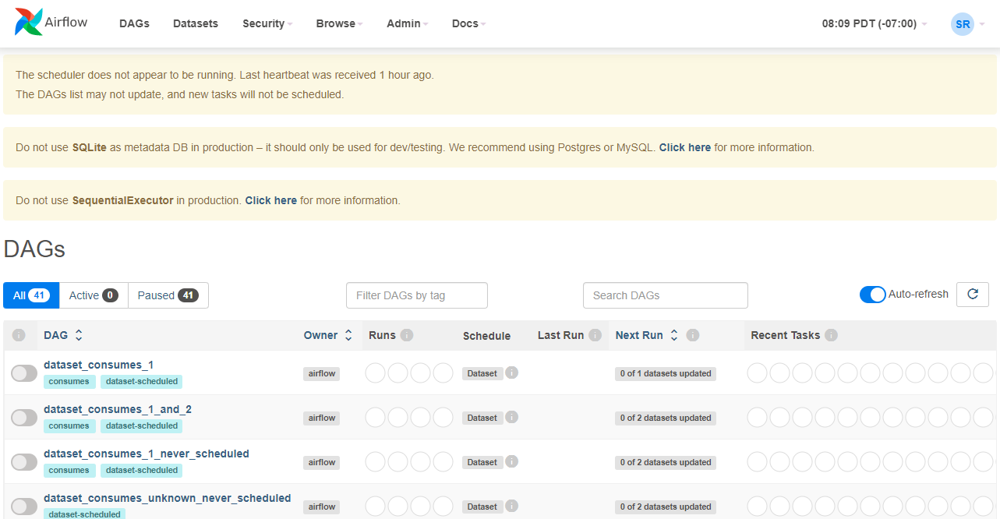 Airflow DAGs Datasets Security Browse Admin Docs 08:09 PDT (-07:00) SR
The scheduler does not appear to be running. Last heartbeat was received 1 hour ago.
The DAGs list may not update, and new tasks will not be scheduled.
Do not use SQLite as metadata DB in production – it should only be used for dev/testing. We recommend using Postgres or MySQL. Click here for more information.
Do not use SequentialExecutor in production. Click here for more information.
DAGs
All 41 Active 0 Paused 41 Filter DAGs by tag Search DAGs Auto-refresh
DAG Owner Runs Schedule Last Run Next Run Recent Tasks
dataset_consumes_1
consumes dataset-scheduled airflow Dataset 0 of 1 datasets updated
dataset_consumes_1_and_2
consumes dataset-scheduled airflow Dataset 0 of 2 datasets updated
dataset_consumes_1_never_scheduled
consumes dataset-scheduled airflow Dataset 0 of 2 datasets updated
dataset_consumes_unknown_never_scheduled
dataset-scheduled airflow Dataset 0 of 2 datasets updated